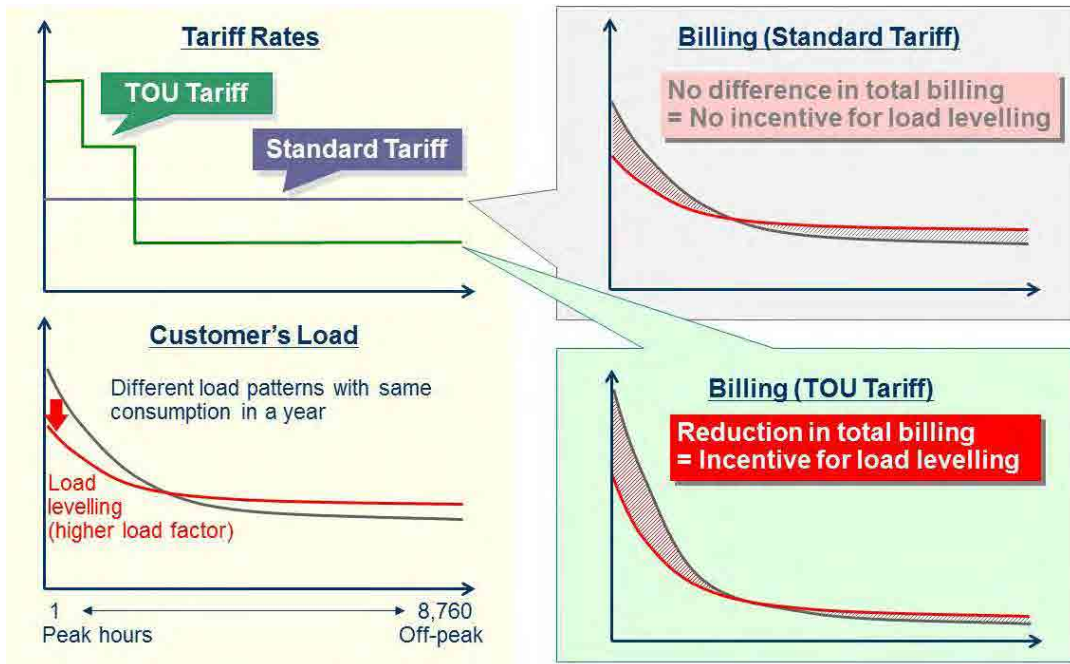 Tariff Rates
TOU Tariff
Standard Tariff
Customer's Load
Different load patterns with same
consumption in a year
Load
levelling
(higher load factor)
1
8,760
Peak hours
Off-peak
Billing (Standard Tariff)
No difference in total billing
= No incentive for load levelling
Billing (TOU Tariff)
Reduction in total billing
= Incentive for load levelling